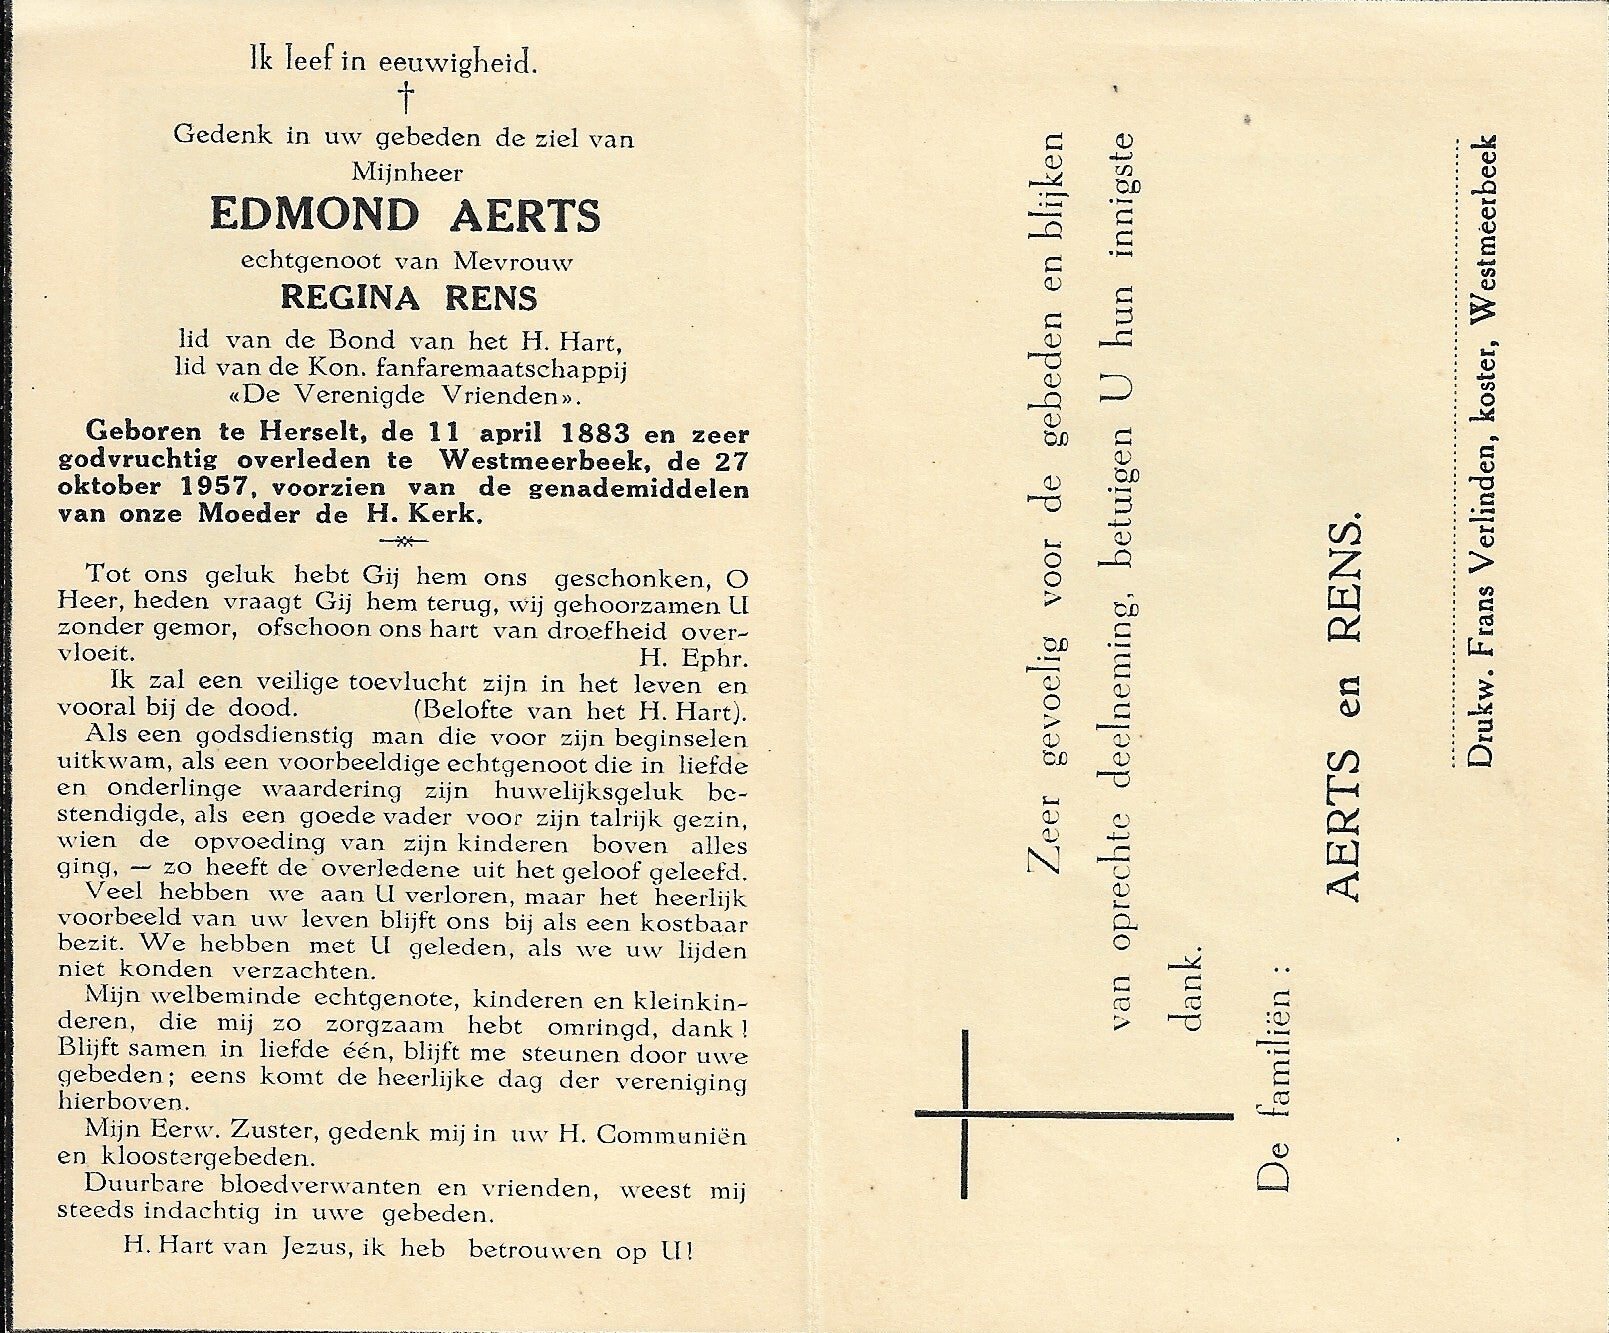 Ik leef in eeuwigheid.
†
Gedenk in uw gebeden de ziel van
Mijnheer
EDMOND AERTS
echtgenoot van Mevrouw
REGINA RENS
lid van de Bond van het H. Hart,
lid van de Kon. fanfaremaatschappij
«De Verenigde Vrienden».
Geboren te Herselt, de 11 april 1883 en zeer
godvruchtig overleden te Westmeerbeek, de 27
oktober 1957, voorzien van de genademiddelen
van onze Moeder de H. Kerk.
Tot ons geluk hebt Gij hem ons geschonken, O
Heer, heden vraagt Gij hem terug, wij gehoorzamen U
zonder gemor, ofschoon ons hart van droefheid over-
vloeit. H. Ephr.
Ik zal een veilige toevlucht zijn in het leven en
vooral bij de dood. (Belofte van het H. Hart).
Als een godsdienstig man die voor zijn beginselen
uitkwam, als een voorbeeldige echtgenoot die in liefde
en onderlinge waardering zijn huwelijksgeluk be-
stendigde, als een goede vader voor zijn talrijk gezin,
wien de opvoeding van zijn kinderen boven alles
ging, — zo heeft de overledene uit het geloof geleefd.
Veel hebben we aan U verloren, maar het heerlijk
voorbeeld van uw leven blijft ons bij als een kostbaar
bezit. We hebben met U geleden, als we uw lijden
niet konden verzachten.
Mijn welbeminde echtgenote, kinderen en kleinkin-
deren, die mij zo zorgzaam hebt omringd, dank!
Blijft samen in liefde één, blijft me steunen door uwe
gebeden; eens komt de heerlijke dag der vereniging
hierboven.
Mijn Eerw. Zuster, gedenk mij in uw H. Communiën
en kloostergebeden.
Duurbare bloedverwanten en vrienden, weest mij
steeds indachtig in uwe gebeden.
H. Hart van Jezus, ik heb betrouwen op U!
Zeer gevoelig voor de gebeden en blijken
van oprechte deelneming, betuigen U hun innigste
dank.
De familiën :
AERTS en RENS.
Drukw. Frans Verlinden, koster, Westmeerbeek